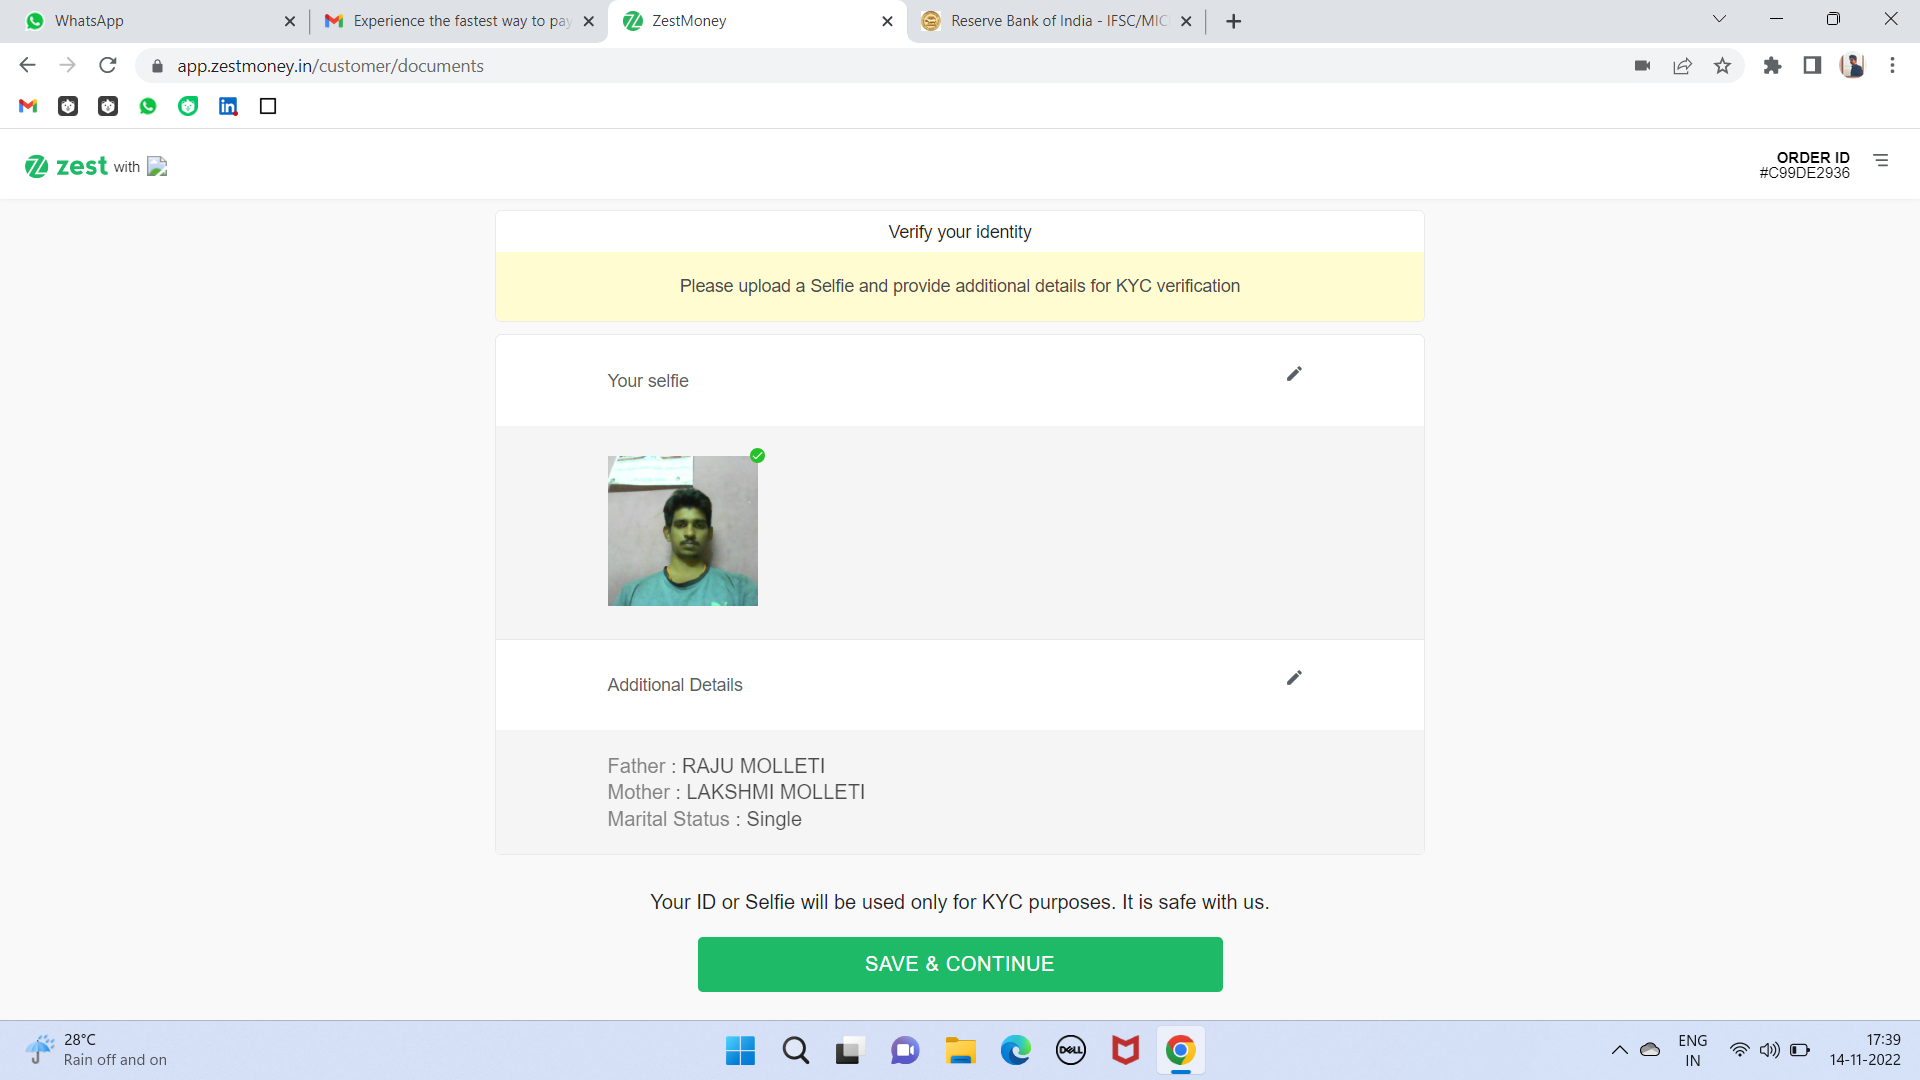 WhatsApp
Experience the fastest way to pay
ZestMoney
Reserve Bank of India - IFSC/MIC
app.zestmoney.in/customer/documents
zest with
ORDER ID
#C99DE2936
Verify your identity
Please upload a Selfie and provide additional details for KYC verification
Your selfie
Additional Details
Father : RAJU MOLLETI
Mother : LAKSHMI MOLLETI
Marital Status : Single
Your ID or Selfie will be used only for KYC purposes. It is safe with us.
SAVE & CONTINUE
28°C
Rain off and on
DELL
ENG
IN
17:39
14-11-2022